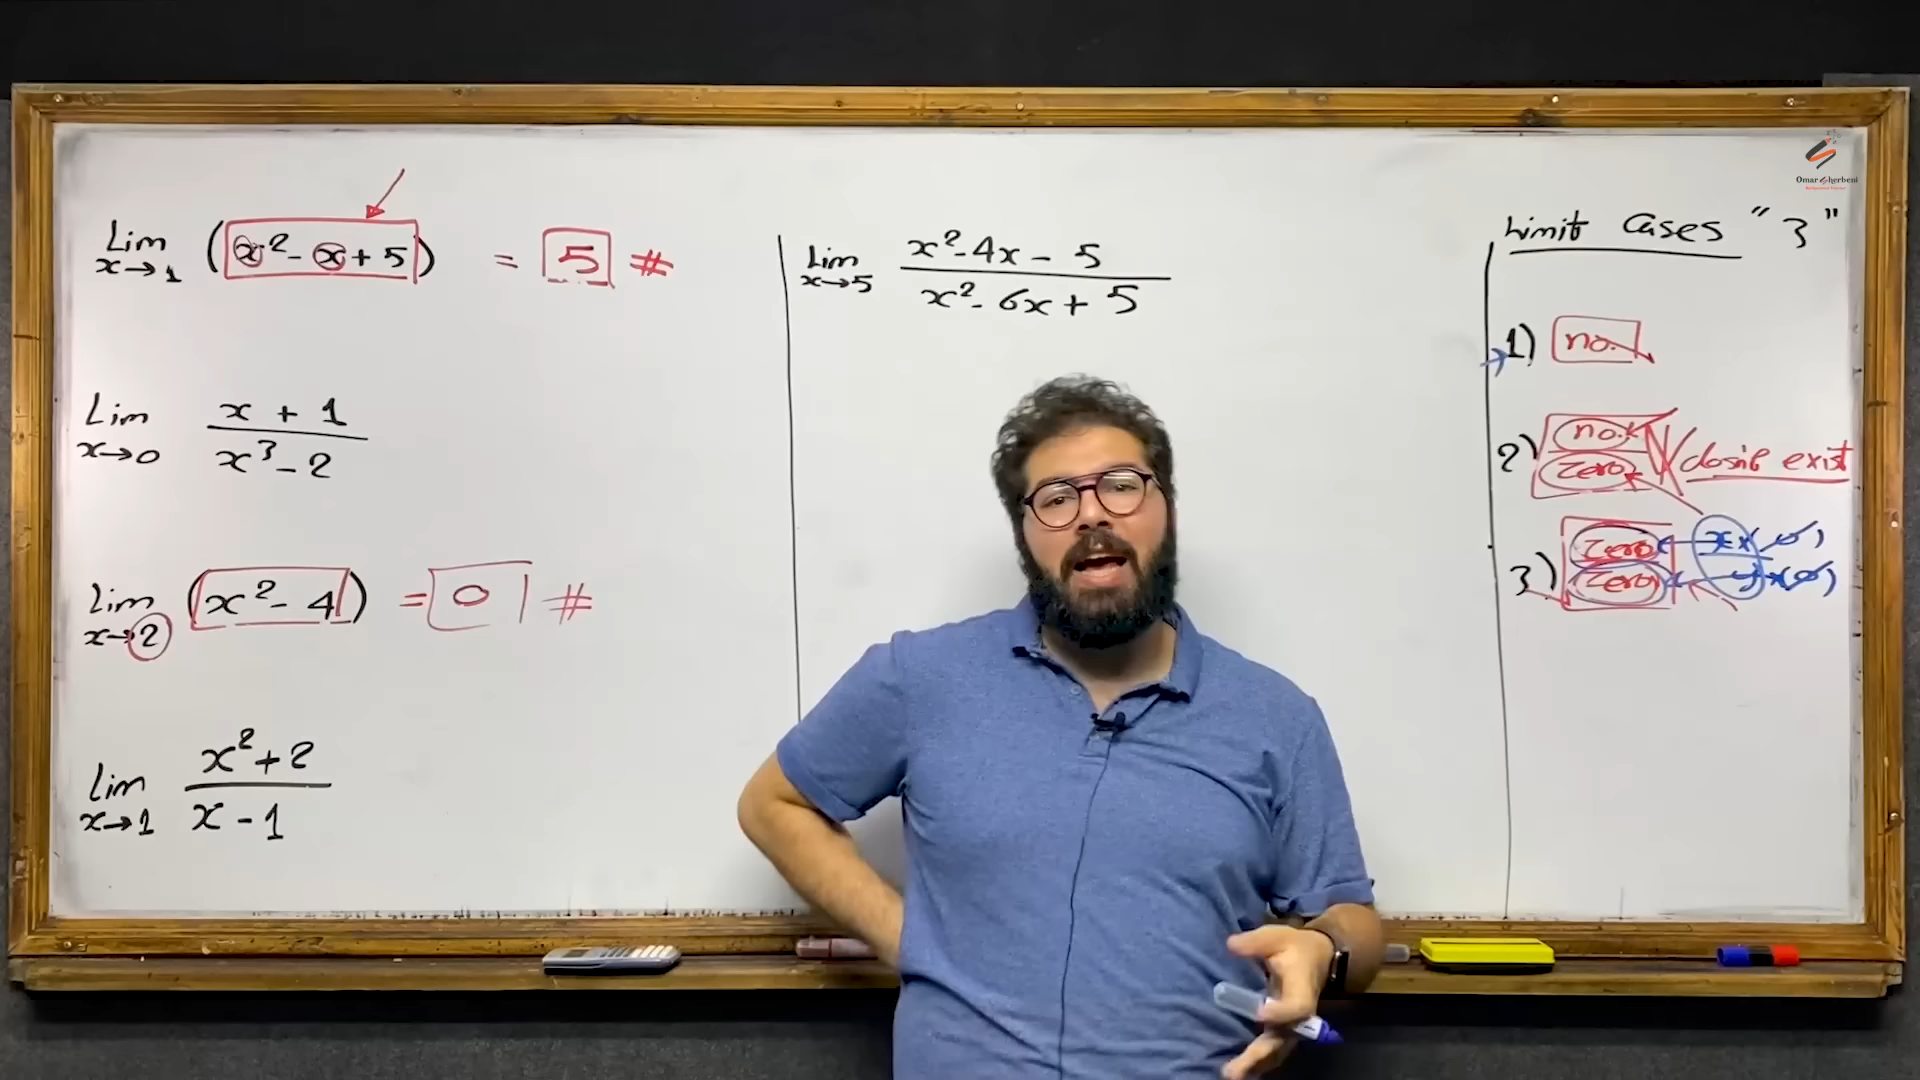 Lim x→1 (x² - x + 5) = 5 #
Lim x→0 x + 1 / x³ - 2
Lim x→2 (x² - 4) = 0 #
Lim x→1 x² + 2 / x - 1
Lim x→5 x² - 4x - 5 / x² - 6x + 5
Limit Cases "3"
1) no.
2) no. / zero
exist
3) zero / zero
Omar Sherbeni